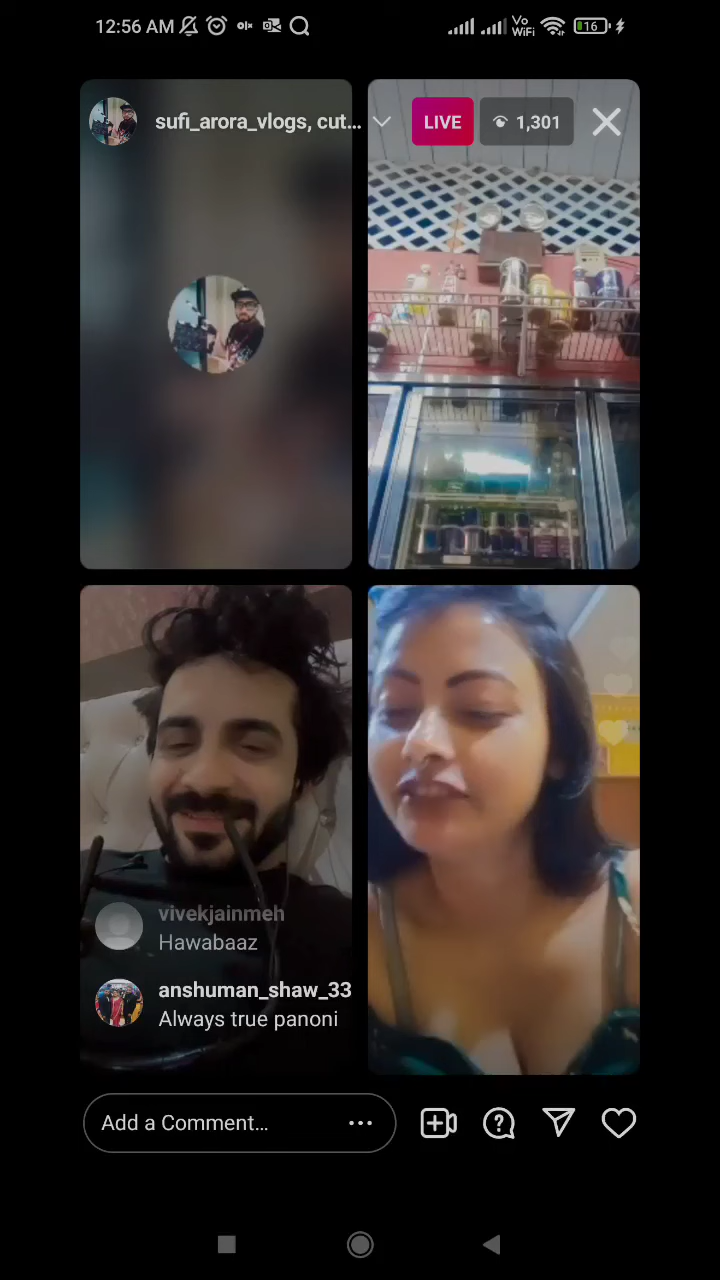 12:56 AM
Vo
WiFi
16
sufi_arora_vlogs, cut...
LIVE
1,301
vivekjainmeh
Hawabaaz
anshuman_shaw_33
Always true panoni
Add a Comment...